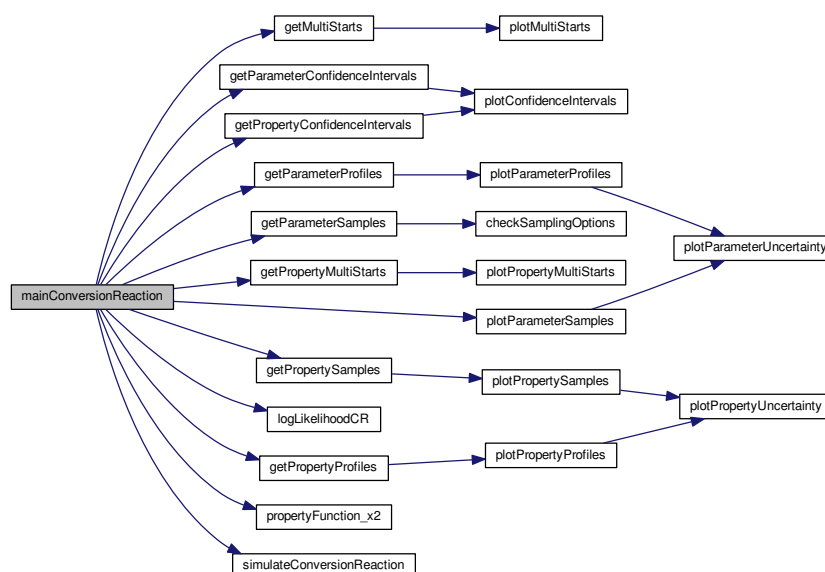 getMultiStarts
plotMultiStarts
getParameterConfidenceIntervals
plotConfidenceIntervals
getPropertyConfidenceIntervals
getParameterProfiles
plotParameterProfiles
getParameterSamples
checkSamplingOptions
plotParameterUncertainty
getPropertyMultiStarts
plotPropertyMultiStarts
mainConversionReaction
plotParameterSamples
getPropertySamples
plotPropertySamples
plotPropertyUncertainty
logLikelihoodCR
getPropertyProfiles
plotPropertyProfiles
propertyFunction_x2
simulateConversionReaction